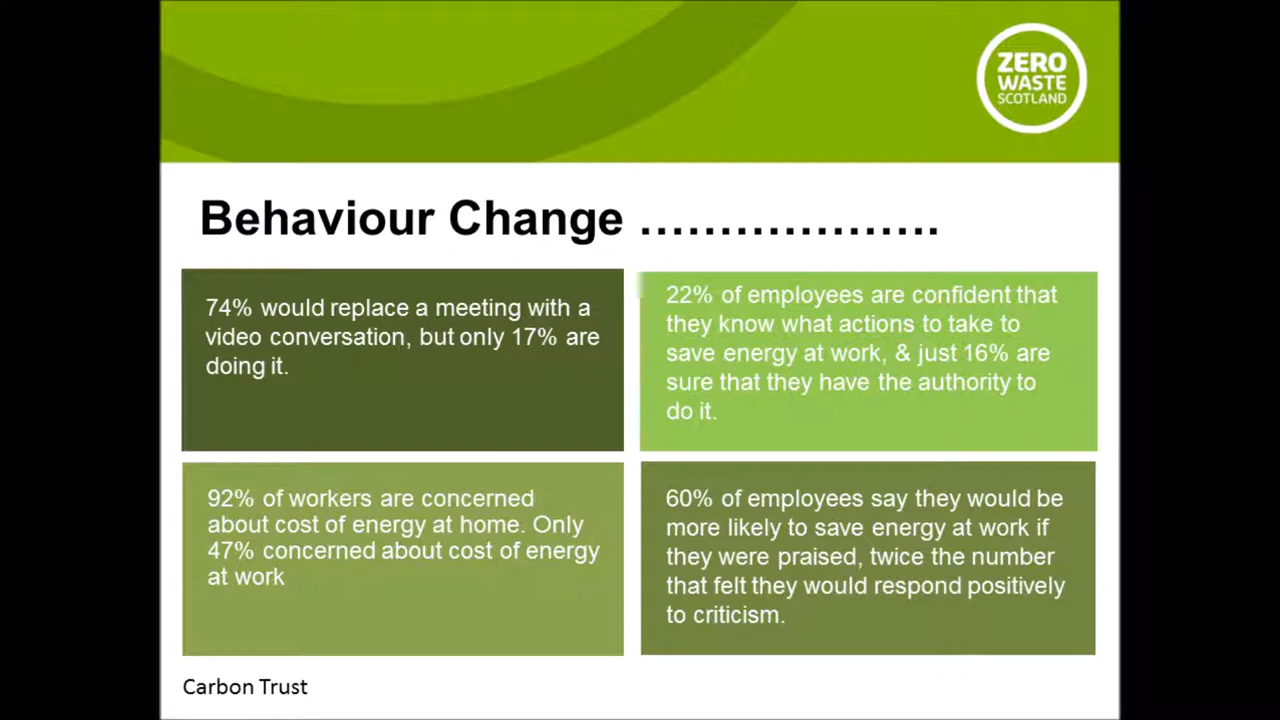 ZERO
WASTE
SCOTLAND
Behaviour Change ...................
74% would replace a meeting with a
video conversation, but only 17% are
doing it.
22% of employees are confident that
they know what actions to take to
save energy at work, & just 16% are
sure that they have the authority to
do it.
92% of workers are concerned
about cost of energy at home. Only
47% concerned about cost of energy
at work
60% of employees say they would be
more likely to save energy at work if
they were praised, twice the number
that felt they would respond positively
to criticism.
Carbon Trust